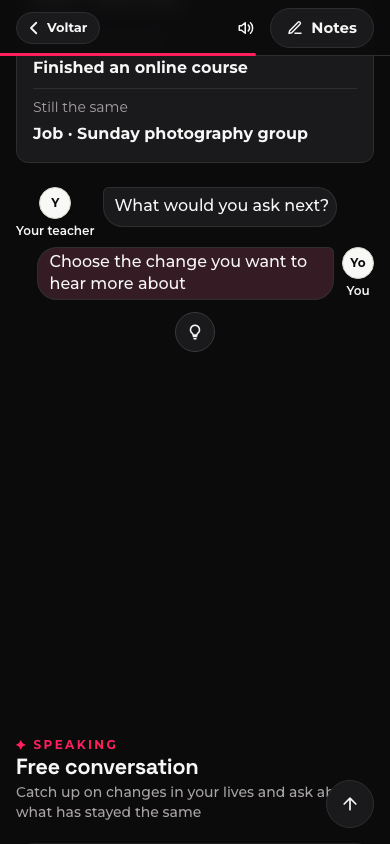 Voltar
Notes
Finished an online course
Still the same
Job · Sunday photography group
Y
What would you ask next?
Your teacher
Choose the change you want to
hear more about
Yo
You
SPEAKING
Free conversation
Catch up on changes in your lives and ask
what has stayed the same